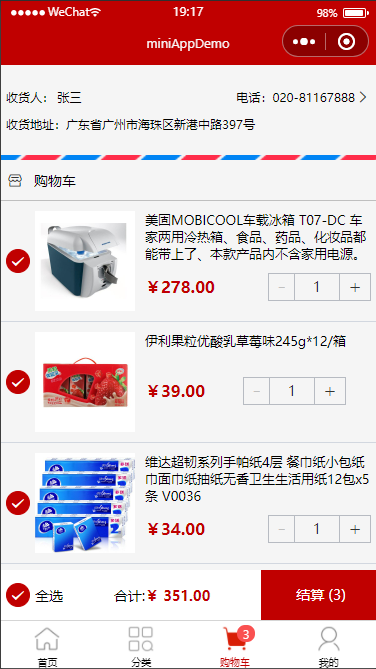 WeChat 19:17 98%
miniAppDemo
收货人： 张三 电话：020-81167888
收货地址：广东省广州市海珠区新港中路397号
购物车
美固MOBICOOL车载冰箱 T07-DC 车
家两用冷热箱、食品、药品、化妆品都
能带上了、本款产品内不含家用电源。
￥278.00 − 1 +
伊利果粒优酸乳草莓味245g*12/箱
￥39.00 − 1 +
维达超韧系列手帕纸4层 餐巾纸小包纸
巾面巾纸抽纸无香卫生生活用纸12包x5
条 V0036
￥34.00 − 1 +
全选 合计:￥ 351.00 结算 (3)
3
首页 分类 购物车 我的